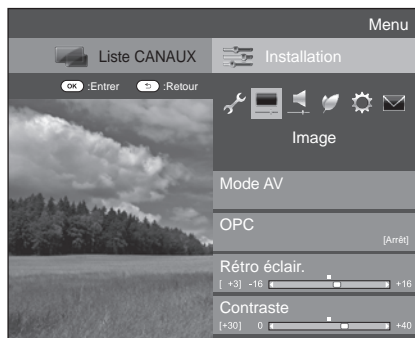 Menu
Liste CANAUX
Installation
OK :Entrer :Retour
Image
Mode AV
OPC
[Arrêt]
Rétro éclair.
[ +3] -16 +16
Contraste
[+30] 0 +40